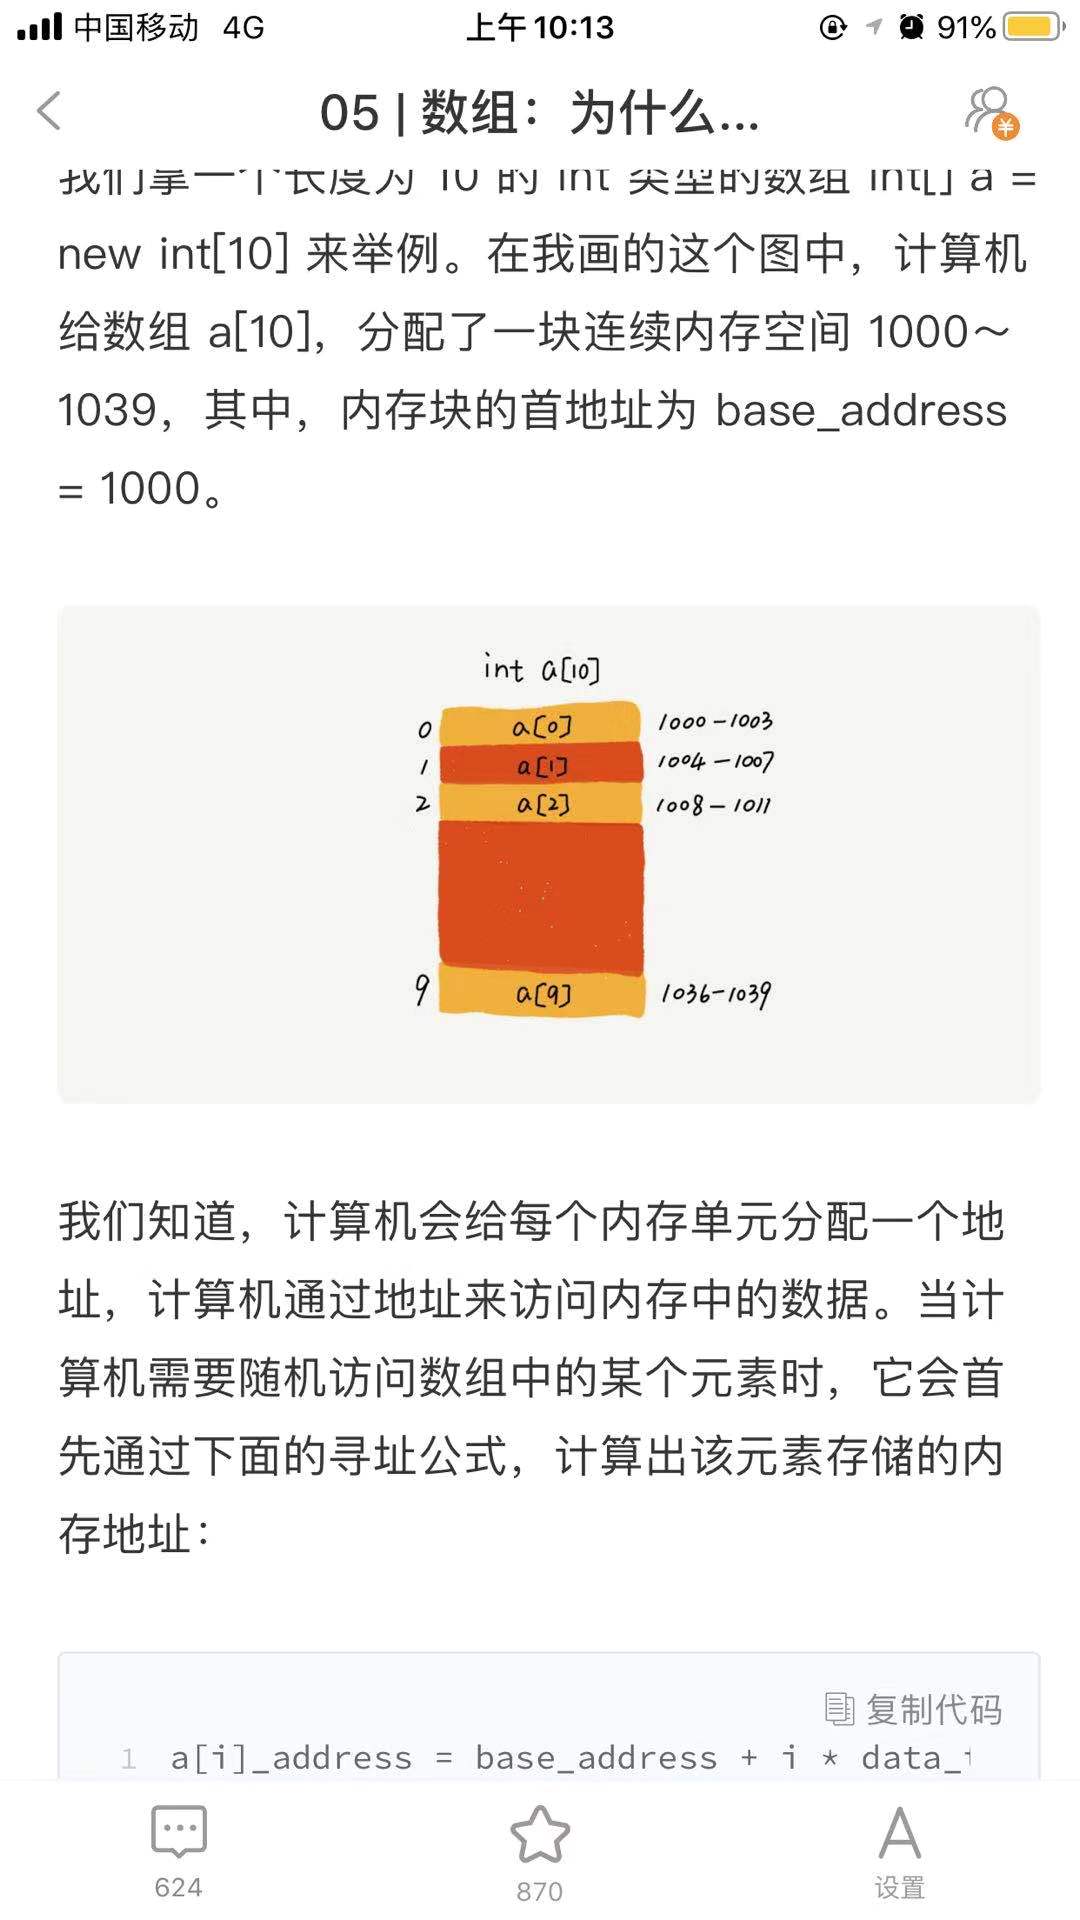 中国移动 4G 上午10:13 91%
05 | 数组：为什么...
我们拿一个长度为 10 的 int 类型的数组 int[] a =
new int[10] 来举例。在我画的这个图中，计算机
给数组 a[10]，分配了一块连续内存空间 1000～
1039，其中，内存块的首地址为 base_address
= 1000。
int a[10]
0 a[0] 1000-1003
1 a[1] 1004-1007
2 a[2] 1008-1011
9 a[9] 1036-1039
我们知道，计算机会给每个内存单元分配一个地
址，计算机通过地址来访问内存中的数据。当计
算机需要随机访问数组中的某个元素时，它会首
先通过下面的寻址公式，计算出该元素存储的内
存地址：
复制代码
1 a[i]_address = base_address + i * data_
624 870 设置